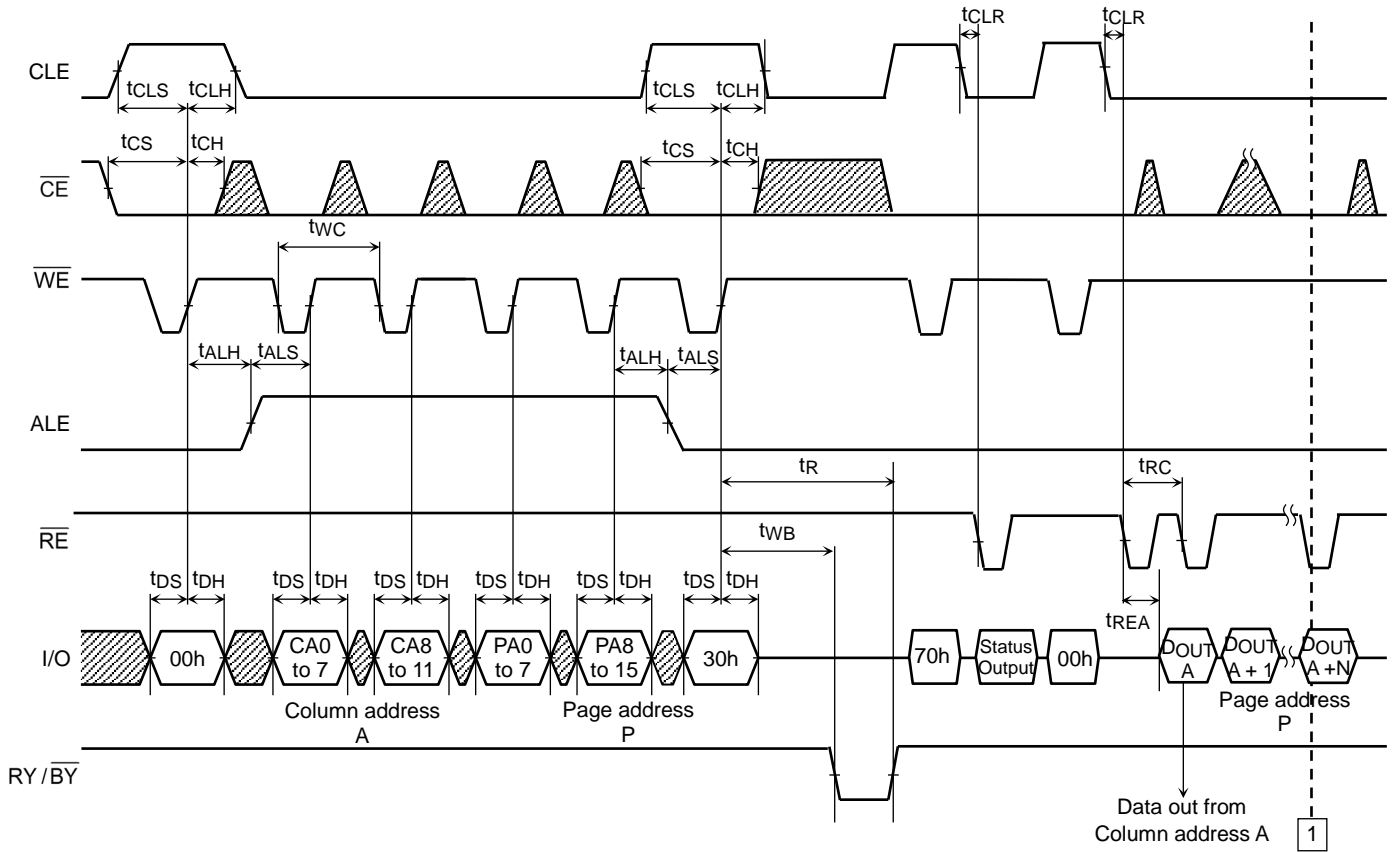 tCLR
tCLR
CLE
tCLS
tCLH
tCLS
tCLH
tCS
tCH
tCS
tCH
CE
tWC
WE
tALH
tALS
tALH
tALS
ALE
tR
tRC
RE
tWB
tDS
tDH
tDS
tDH
tDS
tDH
tDS
tDH
tDS
tDH
tDS
tDH
tREA
I/O
00h
CA0
to 7
CA8
to 11
PA0
to 7
PA8
to 15
30h
70h
Status
Output
00h
DOUT
A
DOUT
A + 1
DOUT
A +N
Column address
A
Page address
P
Page address
P
RY / BY
Data out from
Column address A
1